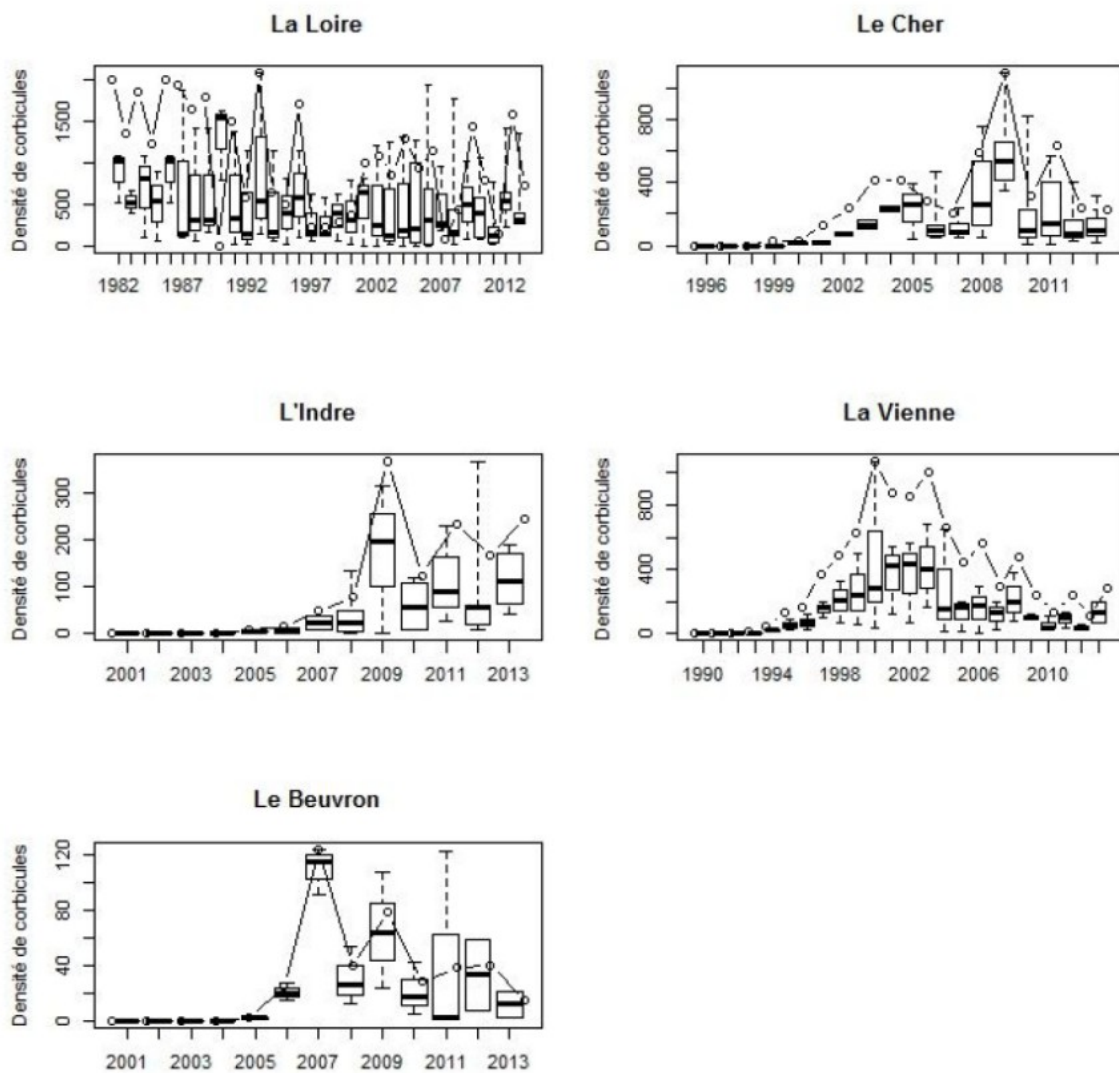 La Loire
Densité de corbicules
0 500 1500
1982 1987 1992 1997 2002 2007 2012
Le Cher
Densité de corbicules
0 400 800
1996 1999 2002 2005 2008 2011
L'Indre
Densité de corbicules
0 100 200 300
2001 2003 2005 2007 2009 2011 2013
La Vienne
Densité de corbicules
0 400 800
1990 1994 1998 2002 2006 2010
Le Beuvron
Densité de corbicules
0 40 80 120
2001 2003 2005 2007 2009 2011 2013